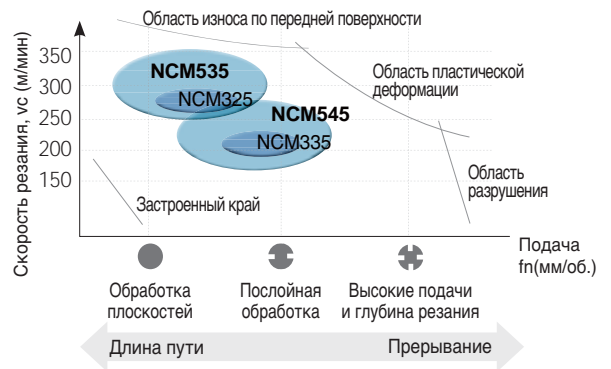 Область износа по передней поверхности
Скорость резания, vc (м/мин)
350
300
250
200
150
NCM535
NCM325
NCM545
NCM335
Область пластической
деформации
Область
разрушения
Застроенный край
Подача
fn(мм/об.)
Обработка
плоскостей
Послойная
обработка
Высокие подачи
и глубина резания
Длина пути
Прерывание